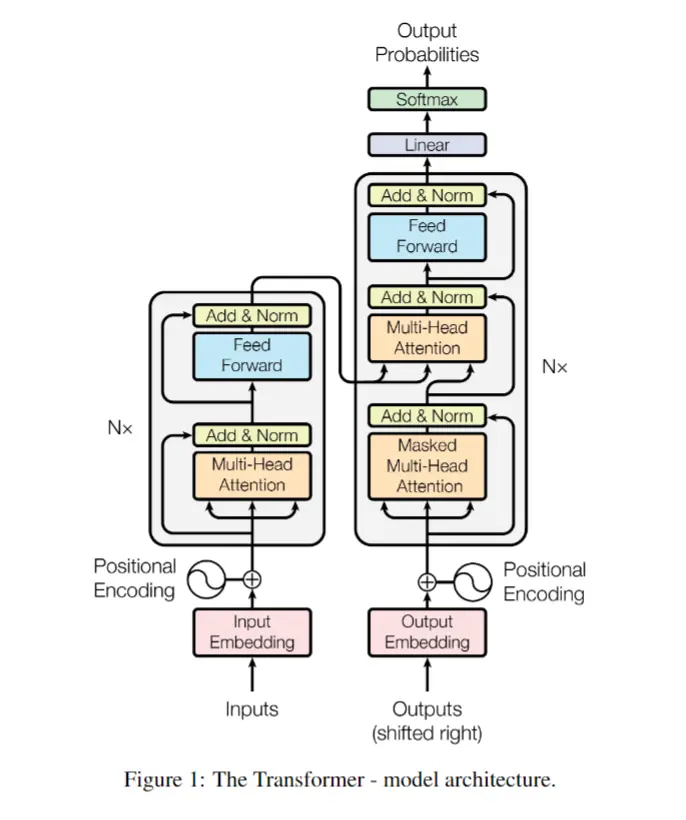 Output
Probabilities
Softmax
Linear
Add & Norm
Feed
Forward
Add & Norm
Multi-Head
Attention
Add & Norm
Masked
Multi-Head
Attention
N×
Add & Norm
Feed
Forward
Add & Norm
Multi-Head
Attention
N×
Positional
Encoding
Positional
Encoding
Input
Embedding
Output
Embedding
Inputs
Outputs
(shifted right)
Figure 1: The Transformer - model architecture.